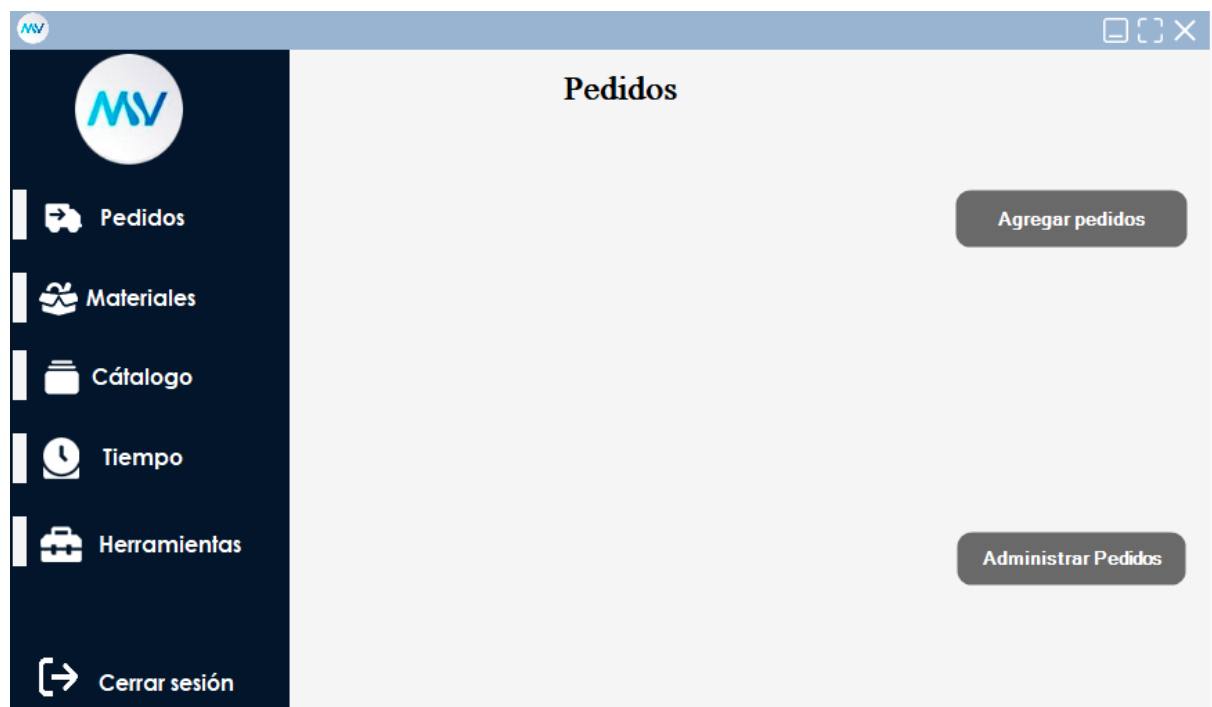 MV
Pedidos
MV
Pedidos
Agregar pedidos
Materiales
Cátalogo
Tiempo
Herramientas
Administrar Pedidos
Cerrar sesión